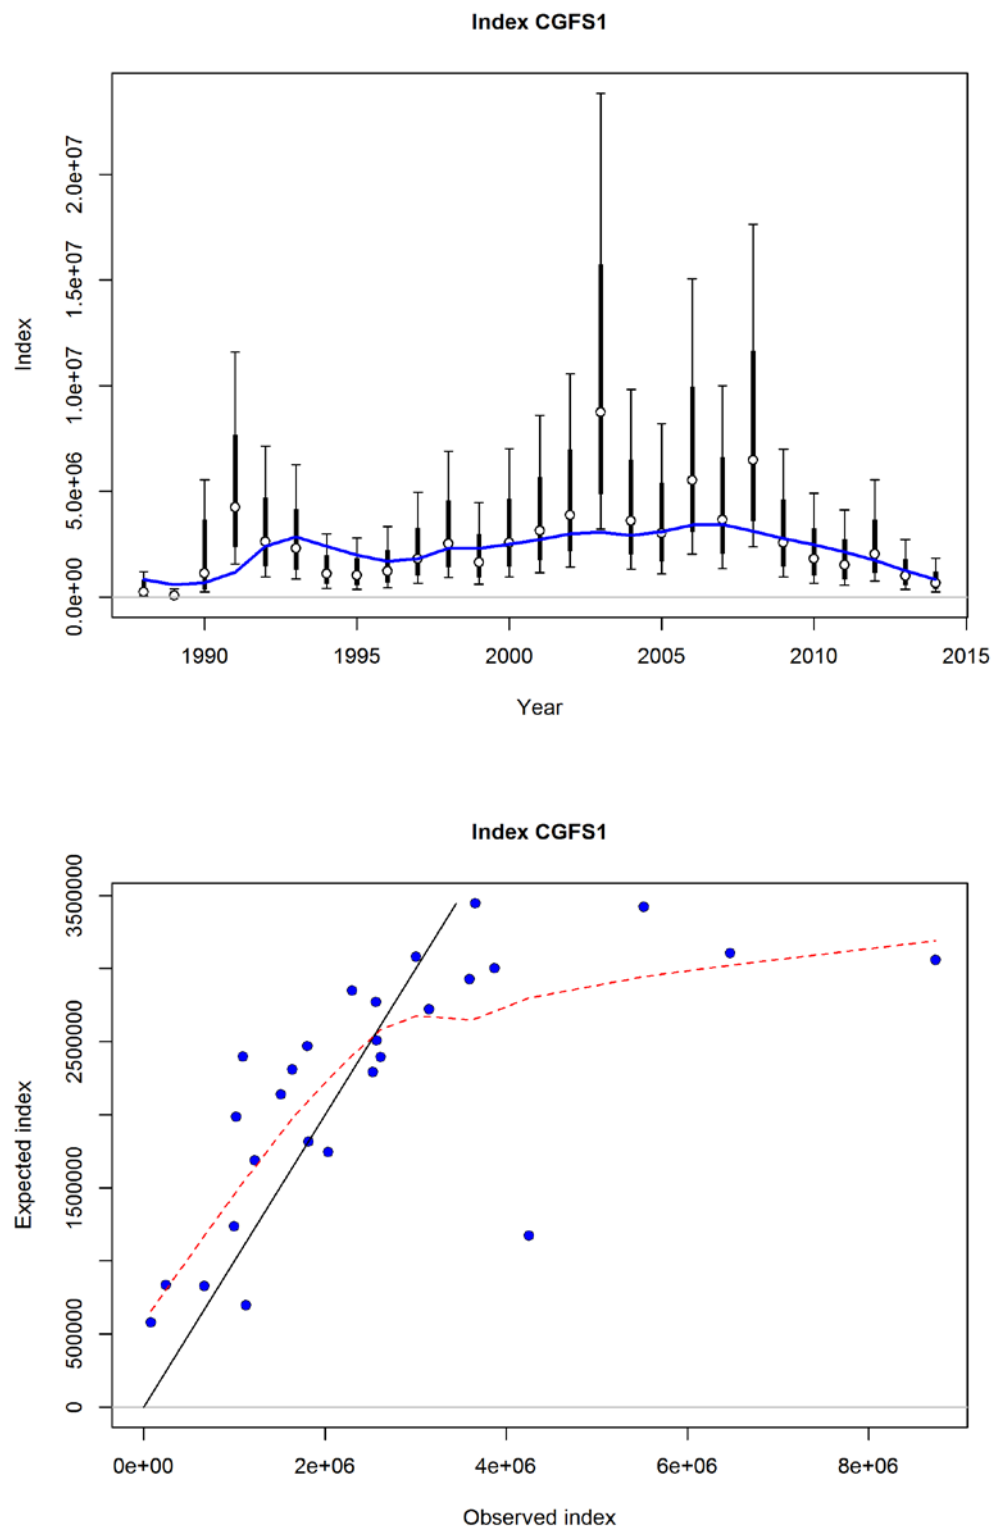 Index CGFS1
2.0e+07
1.5e+07
1.0e+07
5.0e+06
0.0e+00
Index
1990 1995 2000 2005 2010 2015
Year
Index CGFS1
3500000
2500000
1500000
500000
0
Expected index
0e+00 2e+06 4e+06 6e+06 8e+06
Observed index